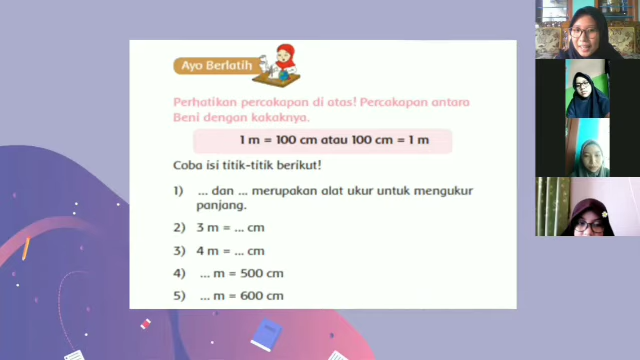 Ayo Berlatih
Perhatikan percakapan di atas! Percakapan antara
Beni dengan kakaknya.
1 m = 100 cm atau 100 cm = 1 m
Coba isi titik-titik berikut!
1) ... dan ... merupakan alat ukur untuk mengukur
panjang.
2) 3 m = ... cm
3) 4 m = ... cm
4) ... m = 500 cm
5) ... m = 600 cm